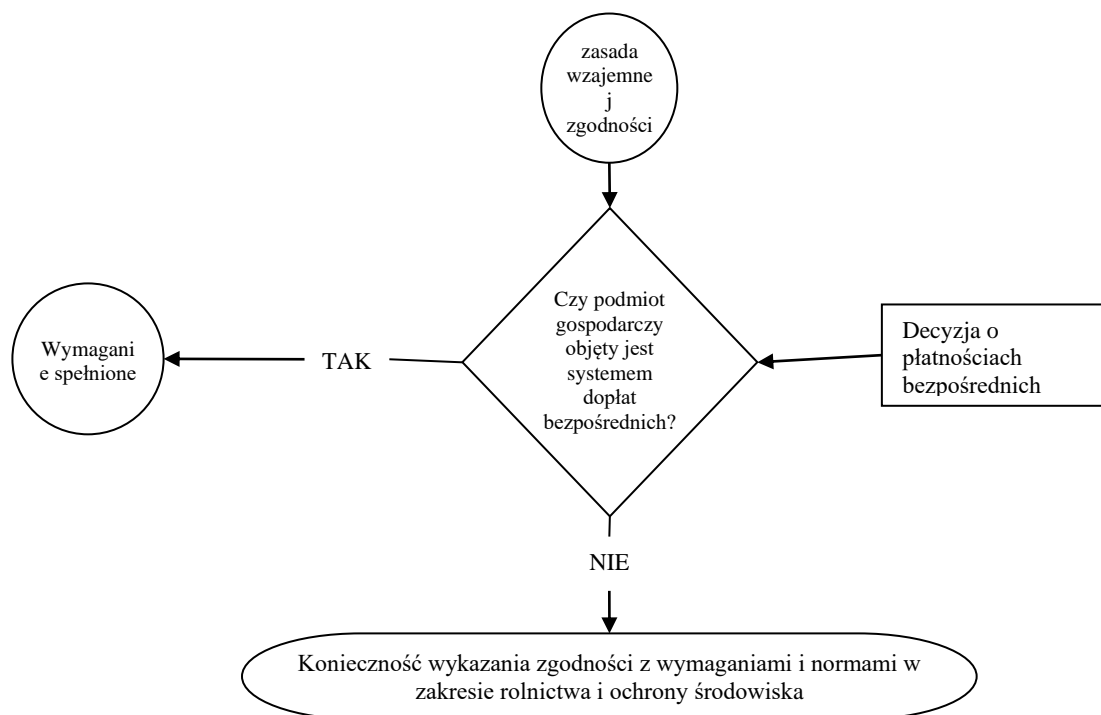 zasada
wzajemne
j
zgodności
Czy podmiot
gospodarczy
objęty jest
systemem
dopłat
bezpośrednich?
Decyzja o
płatnościach
bezpośrednich
Wymagani
e spełnione
TAK
NIE
Konieczność wykazania zgodności z wymaganiami i normami w
zakresie rolnictwa i ochrony środowiska